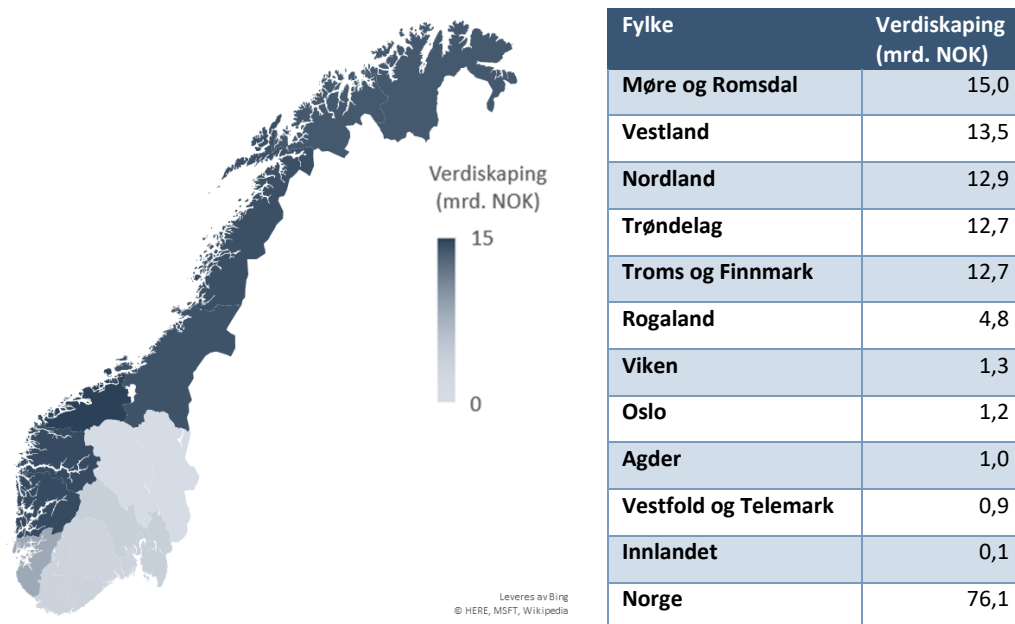 Verdiskaping
(mrd. NOK)
15
0
Leveres av Bing
© HERE, MSFT, Wikipedia
Fylke Verdiskaping
(mrd. NOK)
Møre og Romsdal 15,0
Vestland 13,5
Nordland 12,9
Trøndelag 12,7
Troms og Finnmark 12,7
Rogaland 4,8
Viken 1,3
Oslo 1,2
Agder 1,0
Vestfold og Telemark 0,9
Innlandet 0,1
Norge 76,1